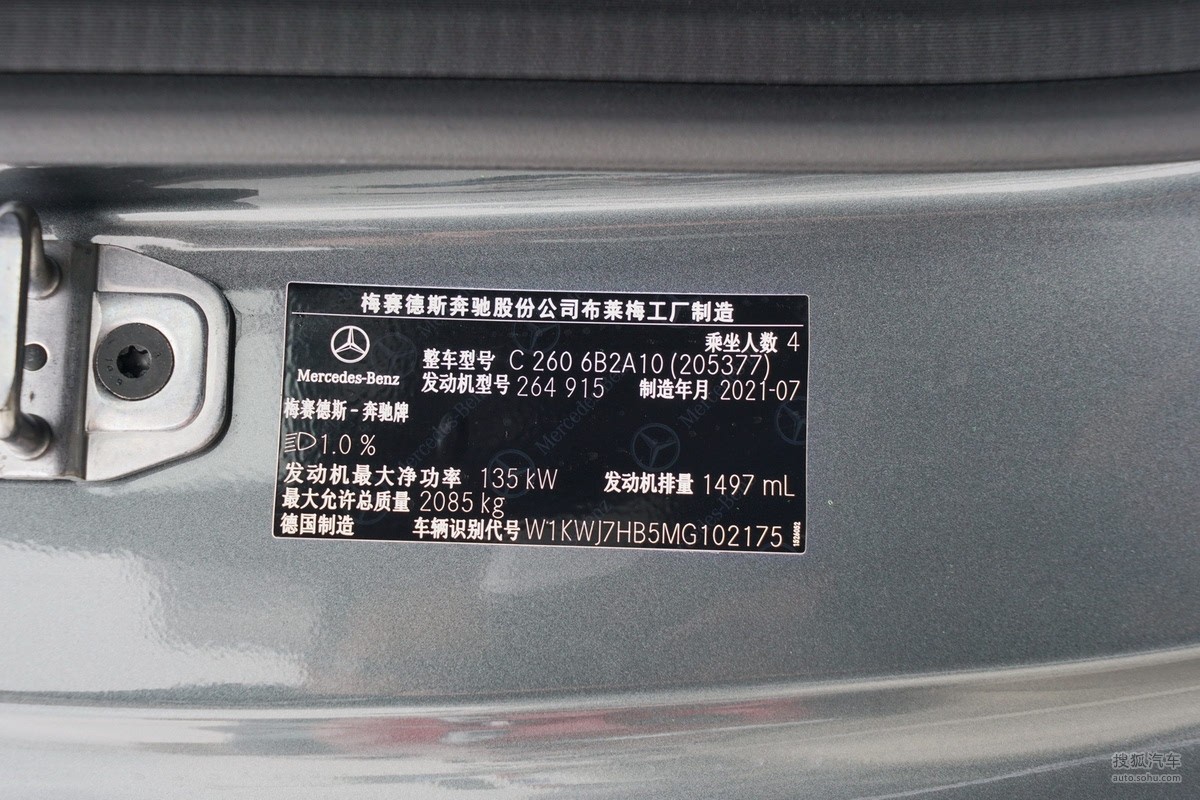 梅赛德斯奔驰股份公司布莱梅工厂制造
乘坐人数 4
整车型号 C 260 6B2A10 (205377)
Mercedes-Benz
发动机型号 264 915 制造年月 2021-07
梅赛德斯-奔驰牌
1.0 %
发动机最大净功率 135 kW 发动机排量 1497 mL
最大允许总质量 2085 kg
德国制造 车辆识别代号 W1KWJ7HB5MG102175
搜狐汽车
auto.sohu.com